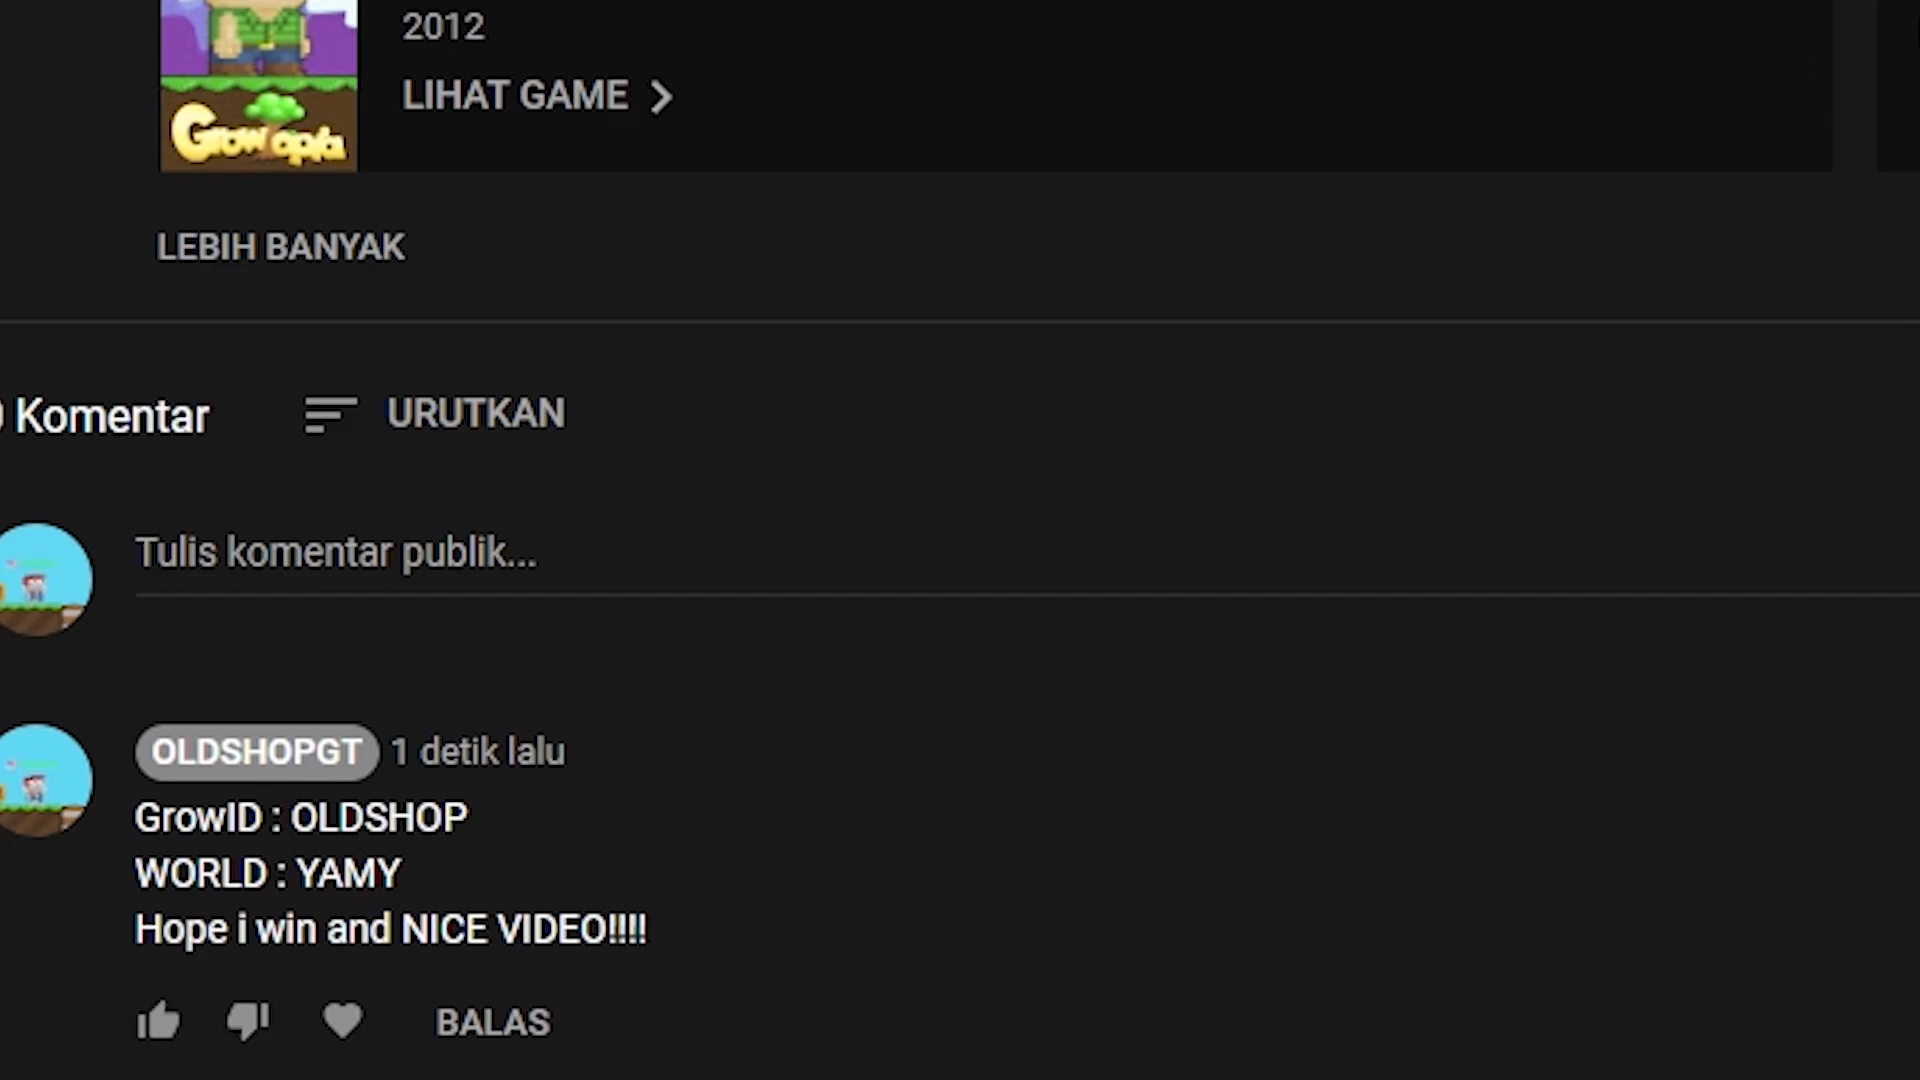 2012
LIHAT GAME
Growtopia
LEBIH BANYAK
Komentar
URUTKAN
Tulis komentar publik...
OLDSHOPGT 1 detik lalu
GrowID : OLDSHOP
WORLD : YAMY
Hope i win and NICE VIDEO!!!!
BALAS